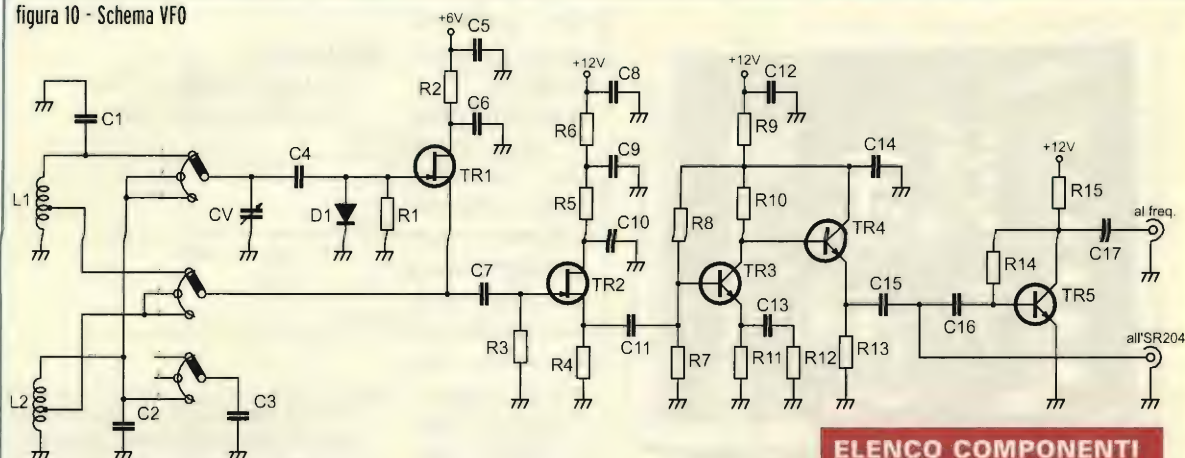 figura 10 - Schema VFO
+6V
C5
R2
C6
TR1
C1
L1
CV
C4
D1
R1
+12V
C8
R6
C9
R5
C10
TR2
C7
R3
R4
C11
+12V
C12
R9
C14
R8
R10
TR4
TR3
C13
R7
R11
R12
R13
C15
C16
+12V
R15
R14
C17
al freq.
TR5
all'SR204
L2
C2
C3
ELENCO COMPONENTI